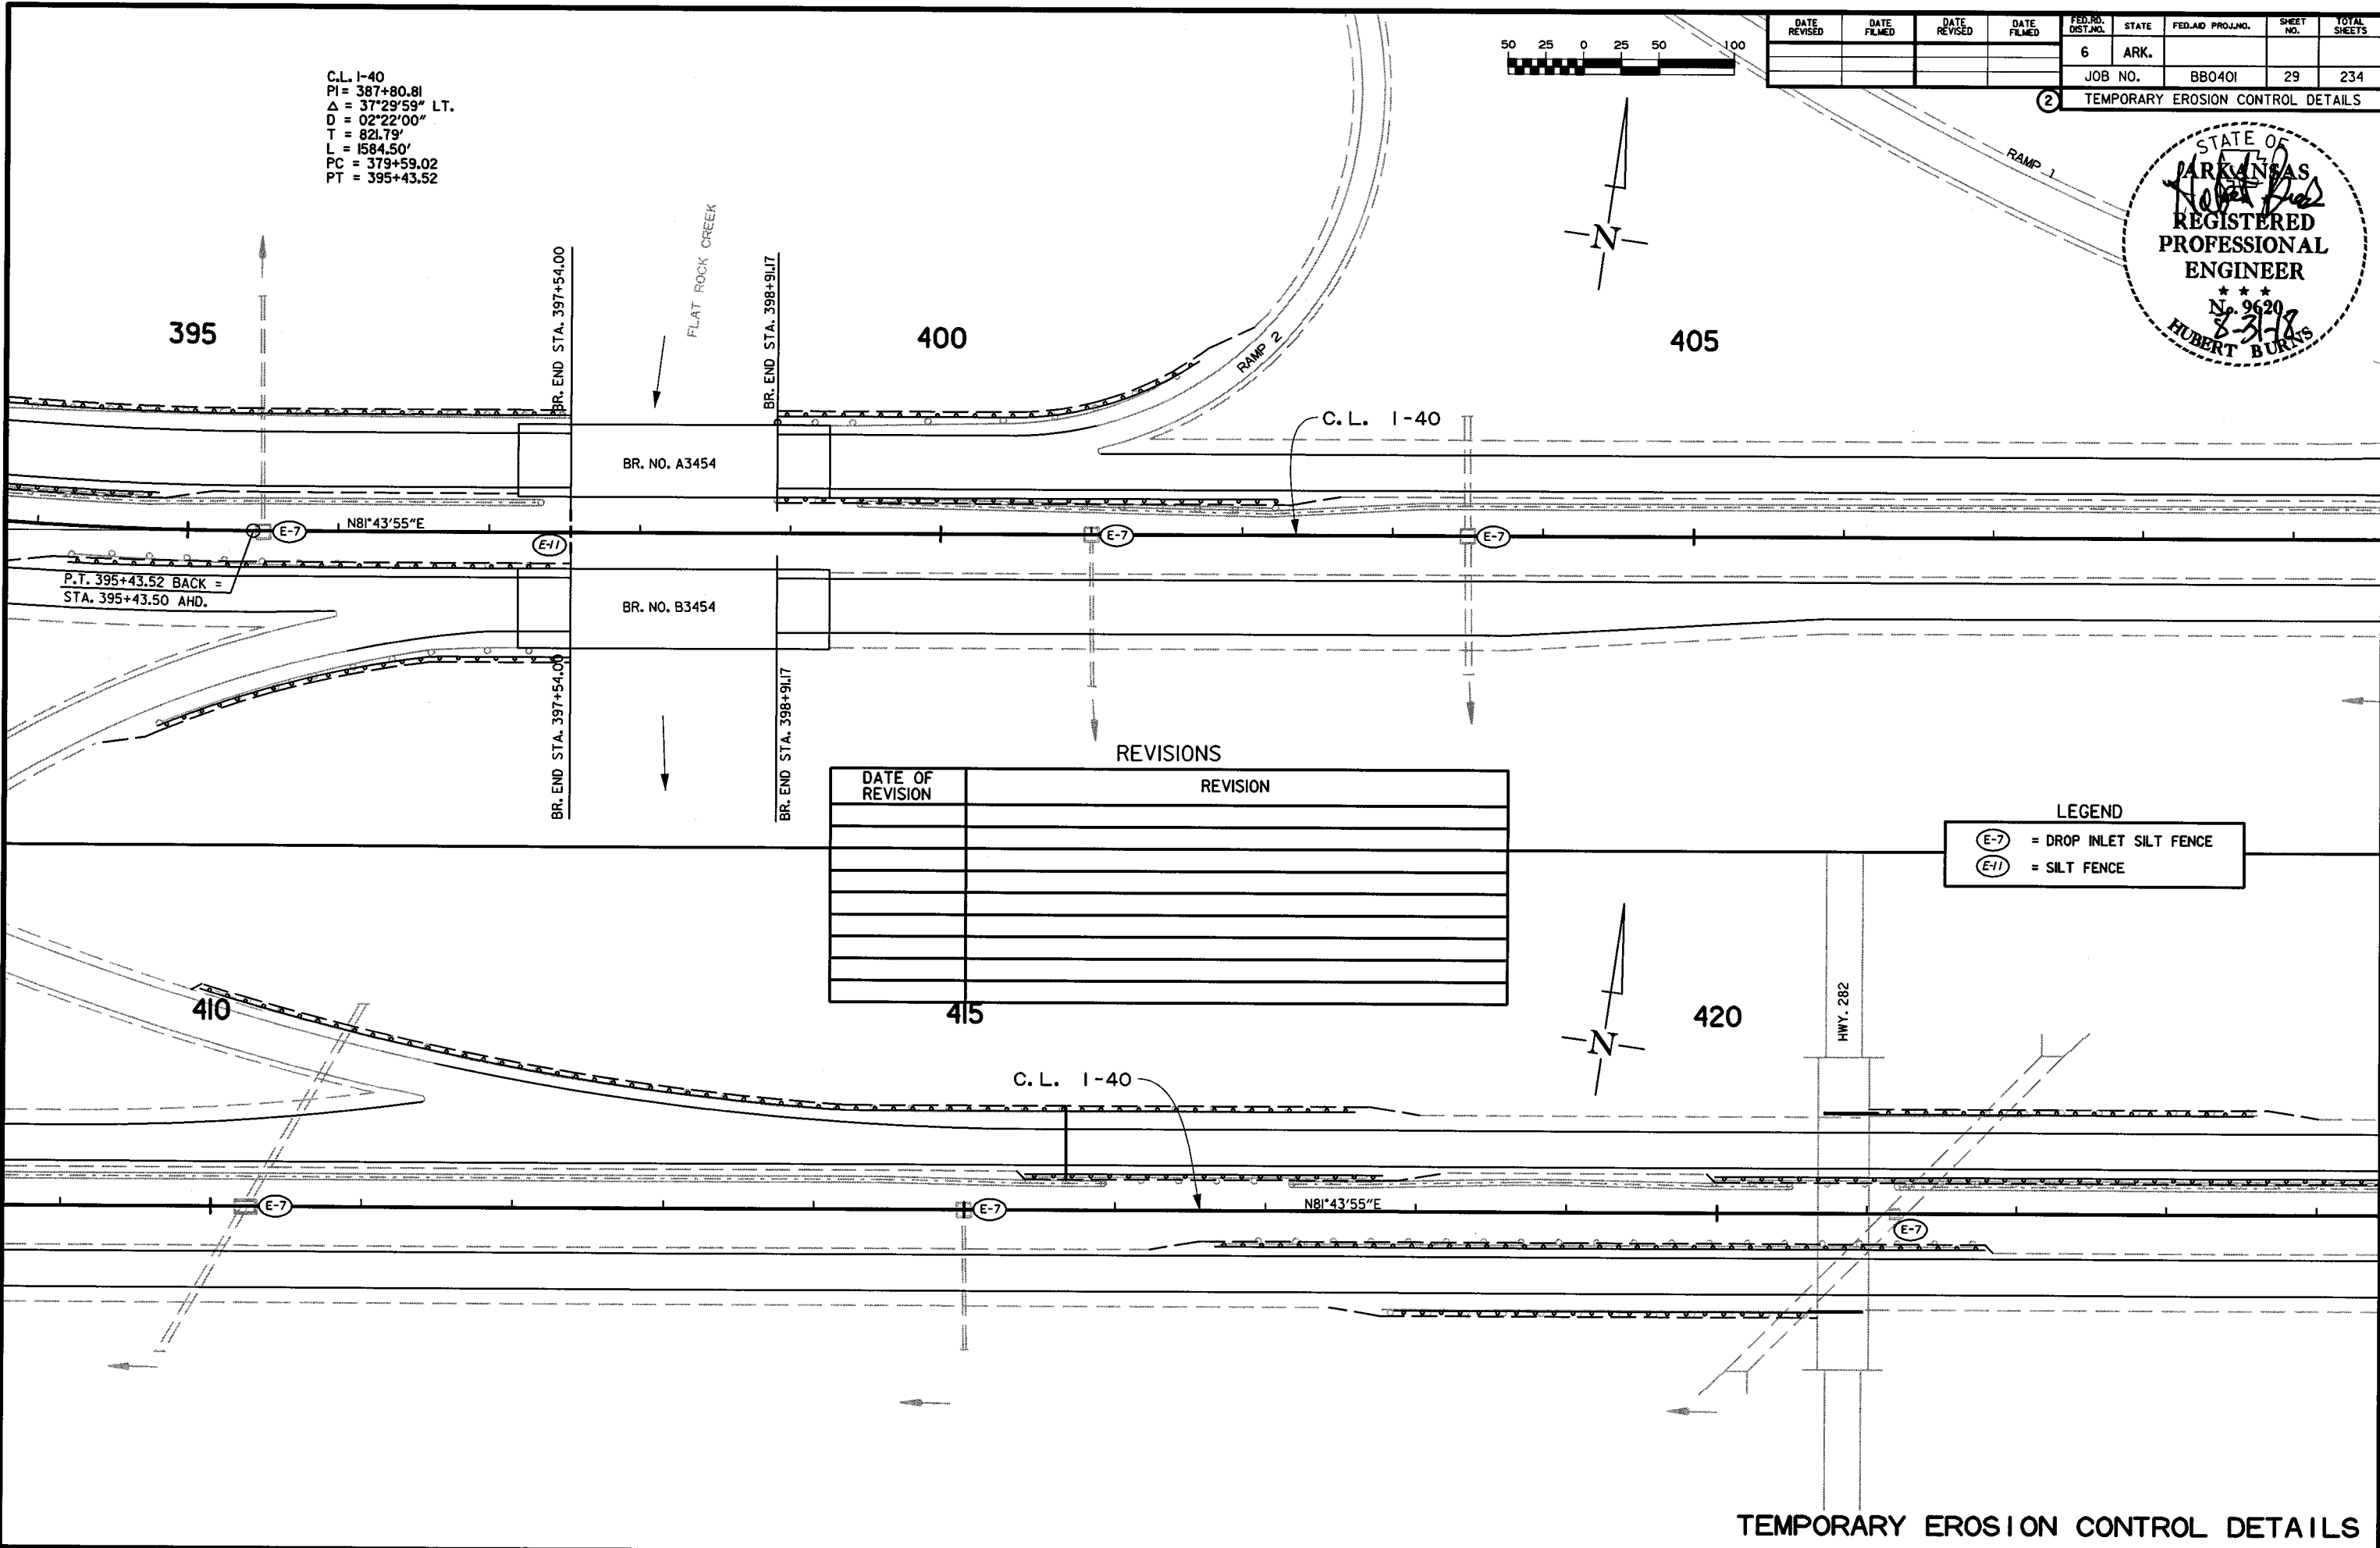 DATE REVISED
DATE FILMED
DATE REVISED
DATE FILMED
FED.RD. DIST.NO.
STATE
FED.AID PROJ.NO.
SHEET NO.
TOTAL SHEETS
6
ARK.
JOB NO.
BB0401
29
234
2
TEMPORARY EROSION CONTROL DETAILS
50 25 0 25 50 100
C.L. I-40
PI = 387+80.81
Δ = 37°29'59" LT.
D = 02°22'00"
T = 821.79'
L = 1584.50'
PC = 379+59.02
PT = 395+43.52
STATE OF
ARKANSAS
REGISTERED
PROFESSIONAL
ENGINEER
★ ★ ★
No. 9620
8-31-18
HUBERT BURNS
RAMP 1
N
395
BR. END STA. 397+54.00
FLAT ROCK CREEK
BR. END STA. 398+91.17
400
RAMP 2
405
C.L. I-40
BR. NO. A3454
E-7
N81°43'55"E
E-11
E-7
E-7
P.T. 395+43.52 BACK =
STA. 395+43.50 AHD.
BR. NO. B3454
BR. END STA. 397+54.00
BR. END STA. 398+91.17
REVISIONS
DATE OF REVISION
REVISION
LEGEND
E-7 = DROP INLET SILT FENCE
E-11 = SILT FENCE
410
415
420
HWY. 282
N
C.L. I-40
E-7
E-7
N81°43'55"E
E-7
TEMPORARY EROSION CONTROL DETAILS